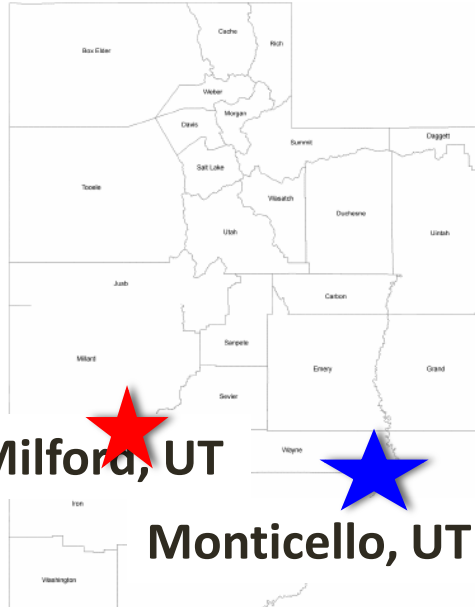 Cache
Rich
Box Elder
Weber
Morgan
Davis
Summit
Daggett
Salt Lake
Tooele
Wasatch
Duchesne
Uintah
Utah
Juab
Carbon
Sanpete
Millard
Emery
Grand
Sevier
Wayne
Milford, UT
Iron
Monticello, UT
Washington